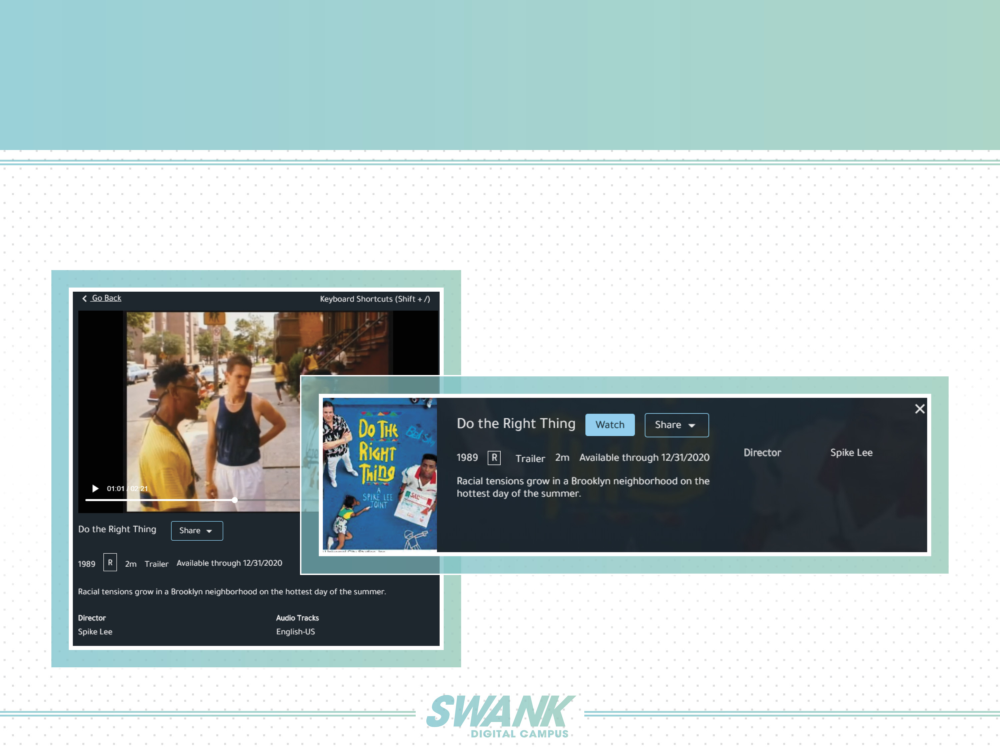 Go Back
Keyboard Shortcuts (Shift + /)
01:01 / 02:21
Do the Right Thing
Share
1989 R 2m Trailer Available through 12/31/2020
Racial tensions grow in a Brooklyn neighborhood on the hottest day of the summer.
Director
Spike Lee
Audio Tracks
English-US
DO THE
RIGHT
THING
Bed-Stuy
A
SPIKE LEE
JOINT
SAL'S
Do the Right Thing
Watch
Share
1989 R Trailer 2m Available through 12/31/2020
Racial tensions grow in a Brooklyn neighborhood on the
hottest day of the summer.
Director
Spike Lee
SWANK
DIGITAL CAMPUS